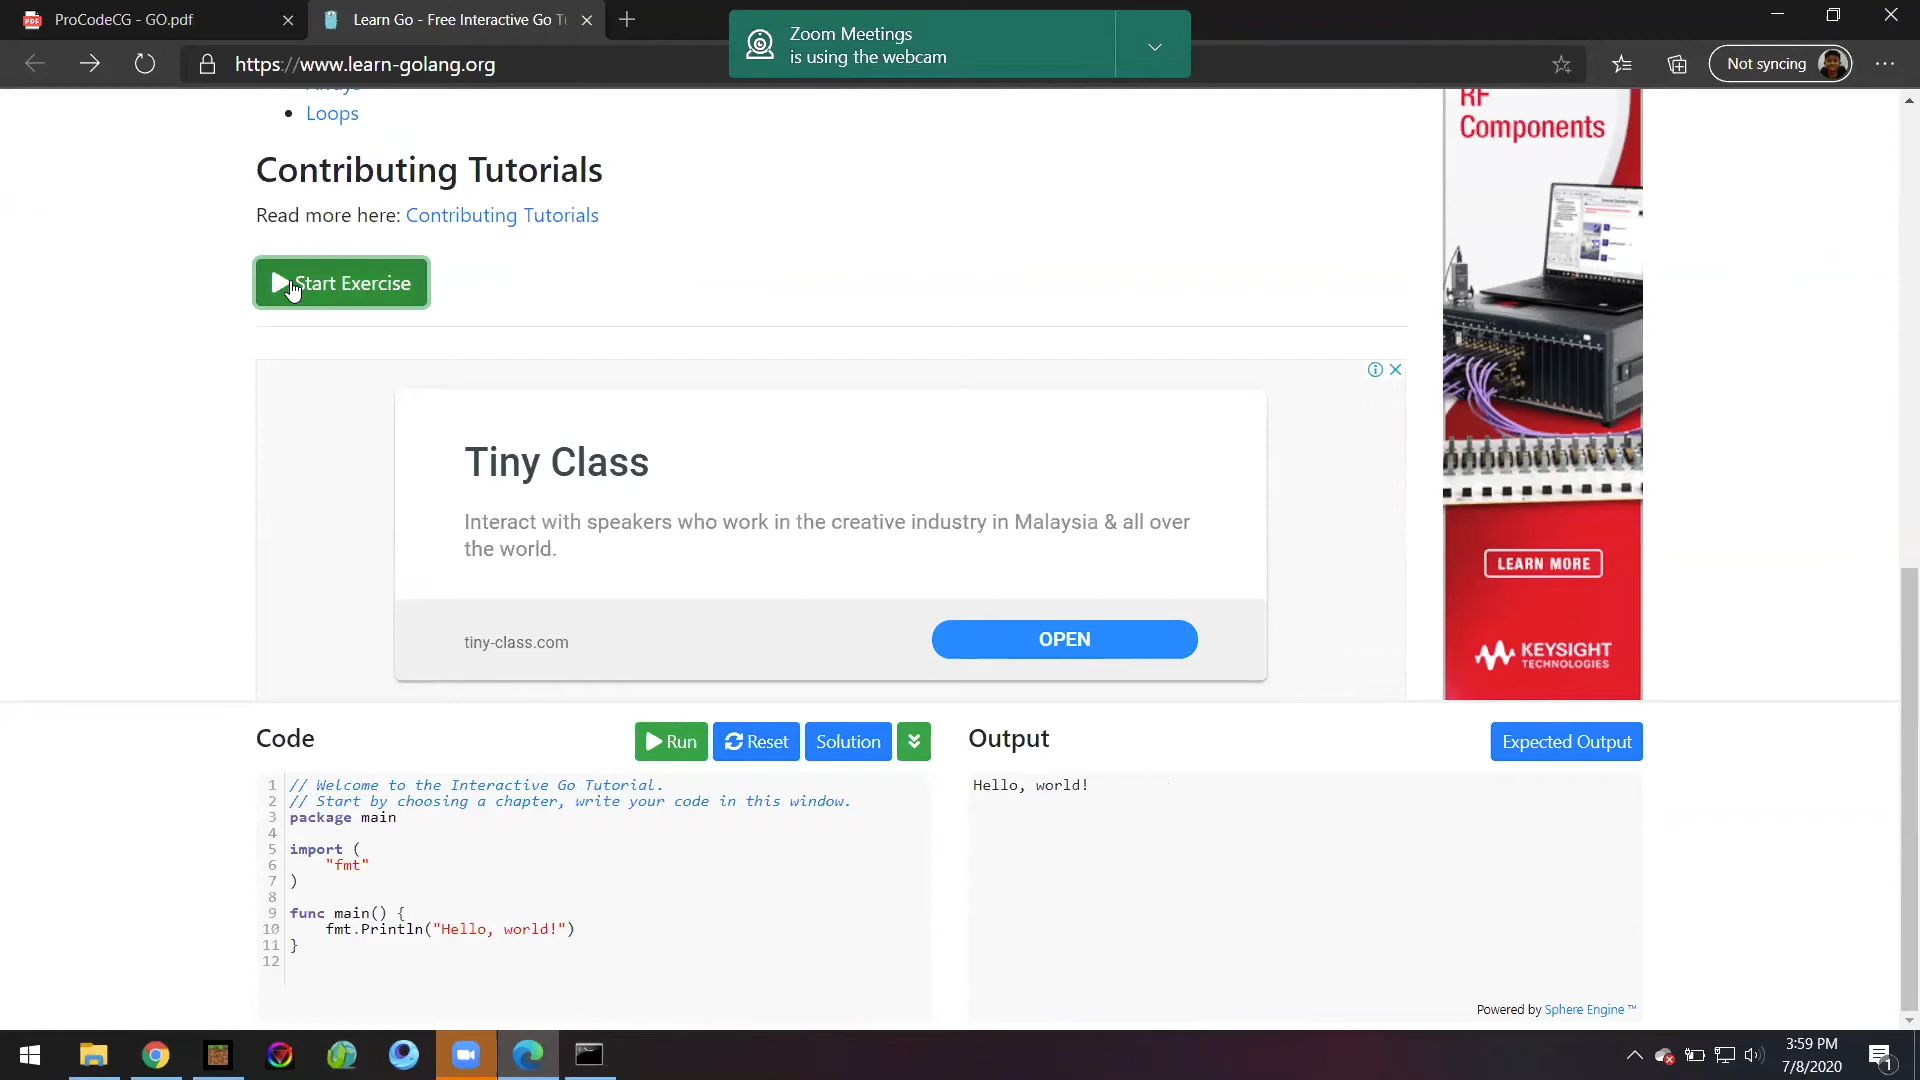 ProCodeCG - GO.pdf
Learn Go - Free Interactive Go Tu
Zoom Meetings
is using the webcam
https://www.learn-golang.org
Not syncing
Loops
Contributing Tutorials
Read more here: Contributing Tutorials
Start Exercise
RF
Components
Tiny Class
Interact with speakers who work in the creative industry in Malaysia & all over
the world.
tiny-class.com
OPEN
LEARN MORE
KEYSIGHT
TECHNOLOGIES
Code
Run
Reset
Solution
Output
Expected Output
1 // Welcome to the Interactive Go Tutorial.
2 // Start by choosing a chapter, write your code in this window.
3 package main
4
5 import (
6 "fmt"
7 )
8
9 func main() {
10 fmt.Println("Hello, world!")
11 }
12
Hello, world!
Powered by Sphere Engine ™
3:59 PM
7/8/2020
1